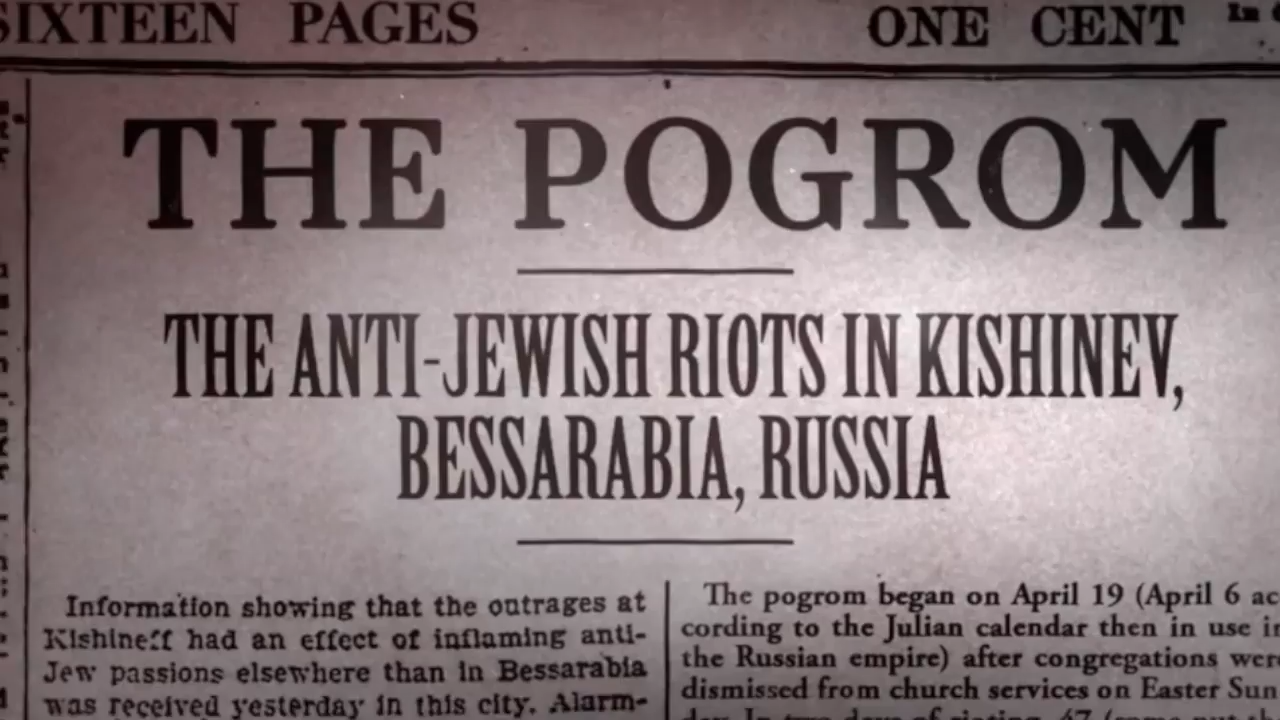 SIXTEEN PAGES ONE CENT In
THE POGROM
THE ANTI-JEWISH RIOTS IN KISHINEV,
BESSARABIA, RUSSIA
Information showing that the outrages at
Kishineff had an effect of inflaming anti-
Jew passions elsewhere than in Bessarabia
was received yesterday in this city. Alarm-
The pogrom began on April 19 (April 6 ac
cording to the Julian calendar then in use in
the Russian empire) after congregations were
dismissed from church services on Easter Sun